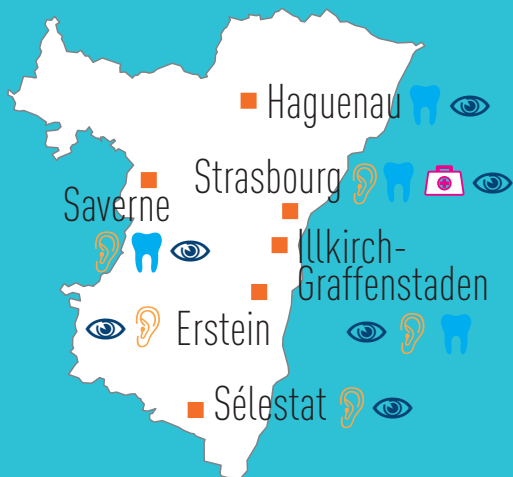 Haguenau
Strasbourg
Saverne
Illkirch-
Graffenstaden
Erstein
Sélestat